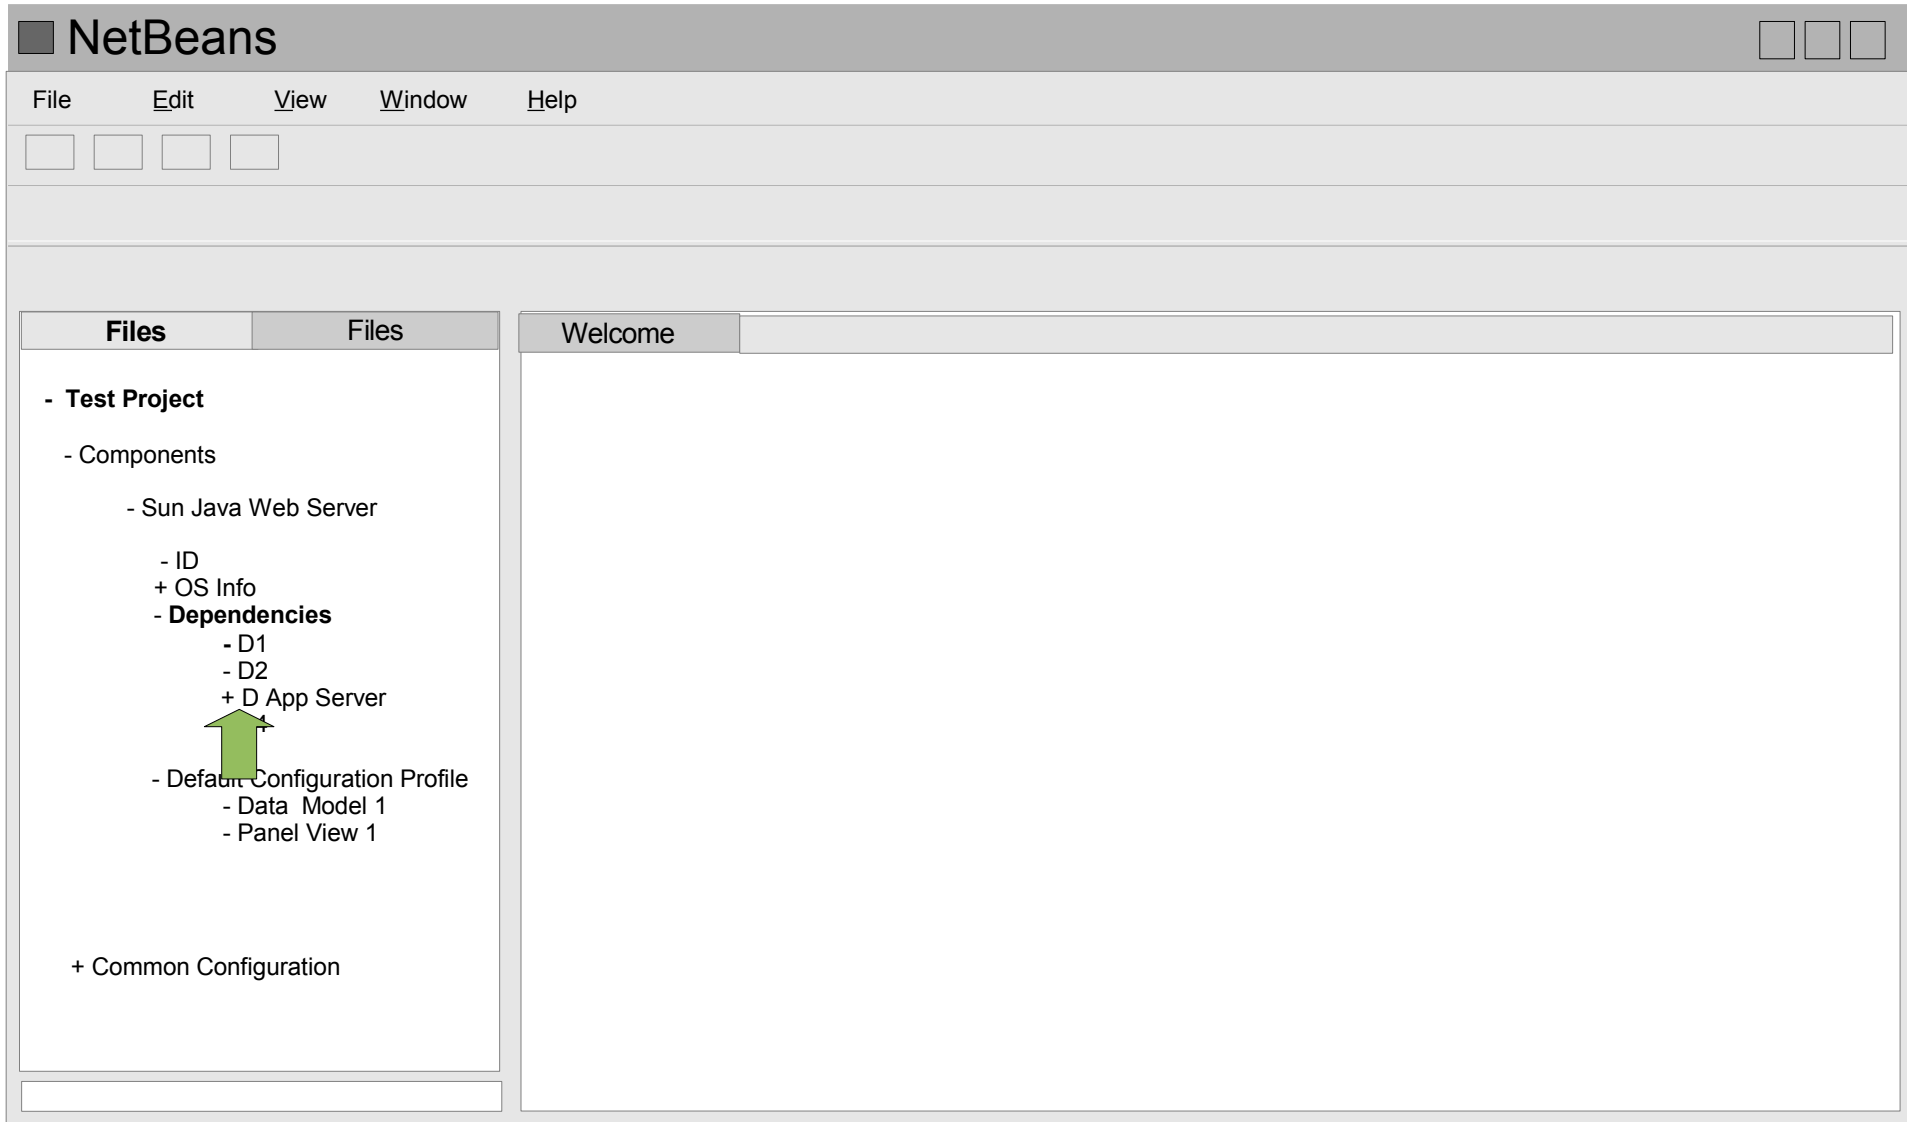 NetBeans
File Edit View Window Help
Files Files
- Test Project
- Components
- Sun Java Web Server
- ID
+ OS Info
- Dependencies
- D1
- D2
+ D App Server
- Default Configuration Profile
- Data Model 1
- Panel View 1
+ Common Configuration
Welcome